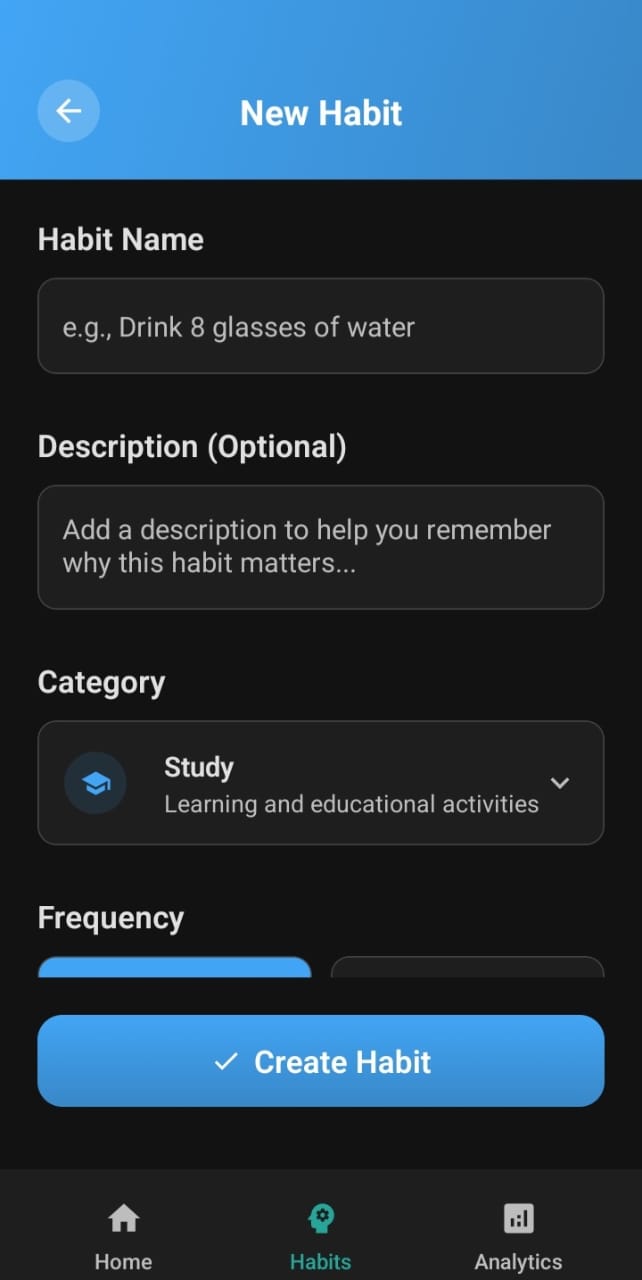 New Habit
Habit Name
e.g., Drink 8 glasses of water
Description (Optional)
Add a description to help you remember
why this habit matters...
Category
Study
Learning and educational activities
Frequency
Create Habit
Home
Habits
Analytics